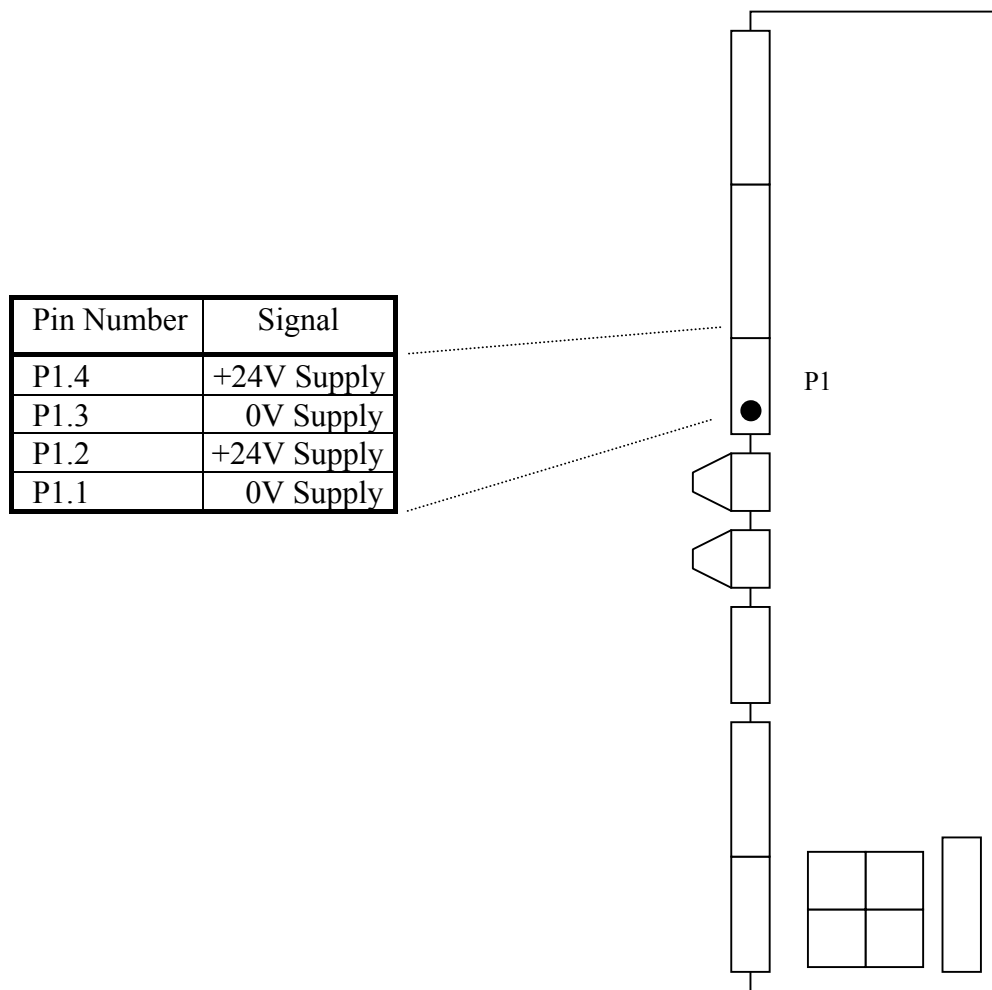 Pin Number Signal
P1.4 +24V Supply
P1.3 0V Supply
P1.2 +24V Supply
P1.1 0V Supply
P1